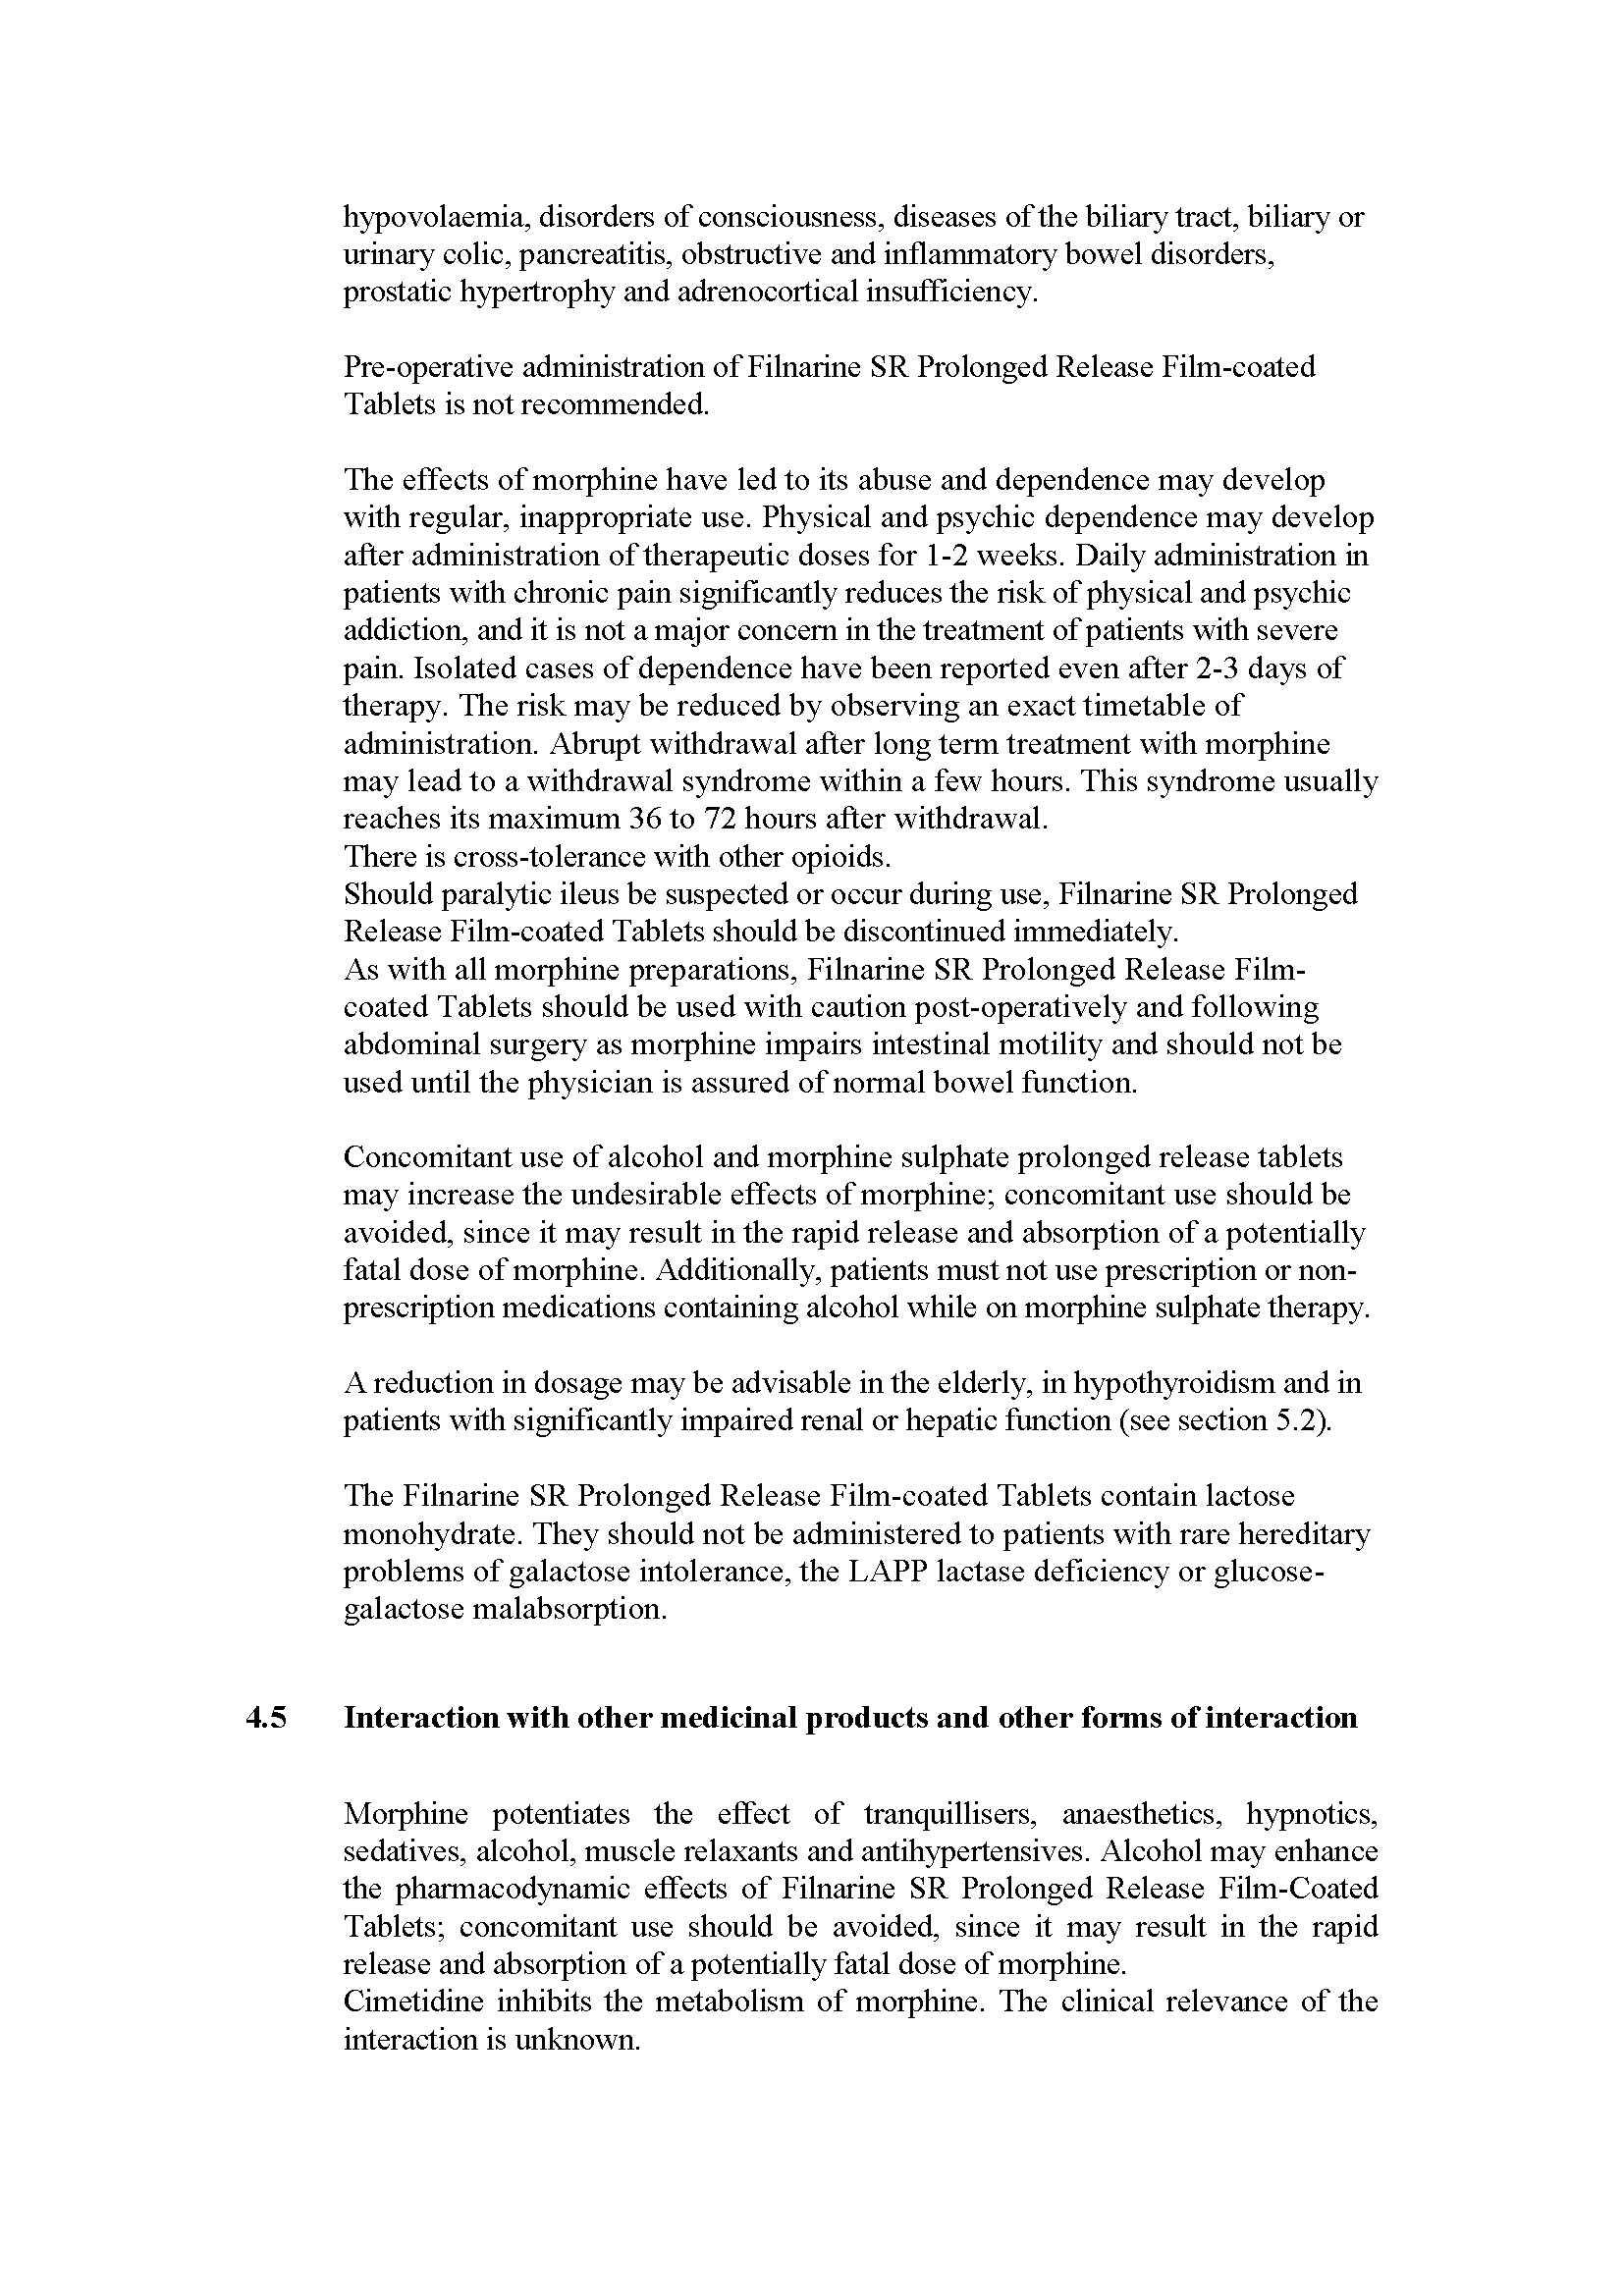 hypovolaemia, disorders of consciousness, diseases of the biliary tract, biliary or
urinary colic, pancreatitis, obstructive and inflammatory bowel disorders,
prostatic hypertrophy and adrenocortical insufficiency.
Pre-operative administration of Filnarine SR Prolonged Release Film-coated
Tablets is not recommended.
The effects of morphine have led to its abuse and dependence may develop
with regular, inappropriate use. Physical and psychic dependence may develop
after administration of therapeutic doses for 1-2 weeks. Daily administration in
patients with chronic pain significantly reduces the risk of physical and psychic
addiction, and it is not a major concern in the treatment of patients with severe
pain. Isolated cases of dependence have been reported even after 2-3 days of
therapy. The risk may be reduced by observing an exact timetable of
administration. Abrupt withdrawal after long term treatment with morphine
may lead to a withdrawal syndrome within a few hours. This syndrome usually
reaches its maximum 36 to 72 hours after withdrawal.
There is cross-tolerance with other opioids.
Should paralytic ileus be suspected or occur during use, Filnarine SR Prolonged
Release Film-coated Tablets should be discontinued immediately.
As with all morphine preparations, Filnarine SR Prolonged Release Film-
coated Tablets should be used with caution post-operatively and following
abdominal surgery as morphine impairs intestinal motility and should not be
used until the physician is assured of normal bowel function.
Concomitant use of alcohol and morphine sulphate prolonged release tablets
may increase the undesirable effects of morphine; concomitant use should be
avoided, since it may result in the rapid release and absorption of a potentially
fatal dose of morphine. Additionally, patients must not use prescription or non-
prescription medications containing alcohol while on morphine sulphate therapy.
A reduction in dosage may be advisable in the elderly, in hypothyroidism and in
patients with significantly impaired renal or hepatic function (see section 5.2).
The Filnarine SR Prolonged Release Film-coated Tablets contain lactose
monohydrate. They should not be administered to patients with rare hereditary
problems of galactose intolerance, the LAPP lactase deficiency or glucose-
galactose malabsorption.
4.5 Interaction with other medicinal products and other forms of interaction
Morphine potentiates the effect of tranquillisers, anaesthetics, hypnotics,
sedatives, alcohol, muscle relaxants and antihypertensives. Alcohol may enhance
the pharmacodynamic effects of Filnarine SR Prolonged Release Film-Coated
Tablets; concomitant use should be avoided, since it may result in the rapid
release and absorption of a potentially fatal dose of morphine.
Cimetidine inhibits the metabolism of morphine. The clinical relevance of the
interaction is unknown.